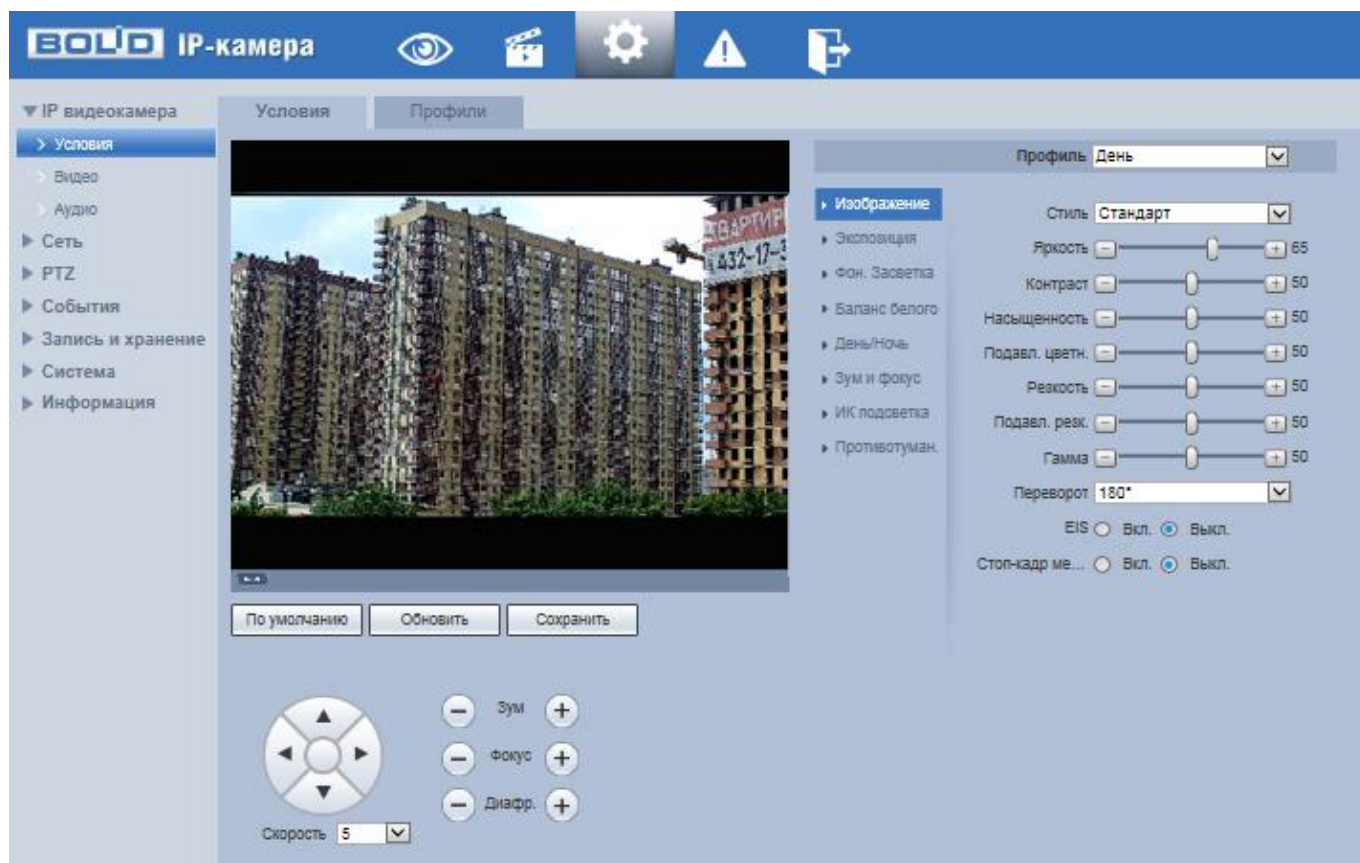 BOLID IP-камера
IP видеокамера
Условия
Видео
Аудио
Сеть
PTZ
События
Запись и хранение
Система
Информация
Условия
Профили
КВАРТИР
432-17-3
По умолчанию
Обновить
Сохранить
Зум
Фокус
Диафр.
Скорость 5
Профиль День
Изображение
Экспозиция
Фон. Засветка
Баланс белого
День/Ночь
Зум и фокус
ИК подсветка
Противотуман.
Стиль Стандарт
Яркость 65
Контраст 50
Насыщенность 50
Подавл. цветн. 50
Резкость 50
Подавл. резк. 50
Гамма 50
Переворот 180°
EIS Вкл. Выкл.
Стоп-кадр ме... Вкл. Выкл.